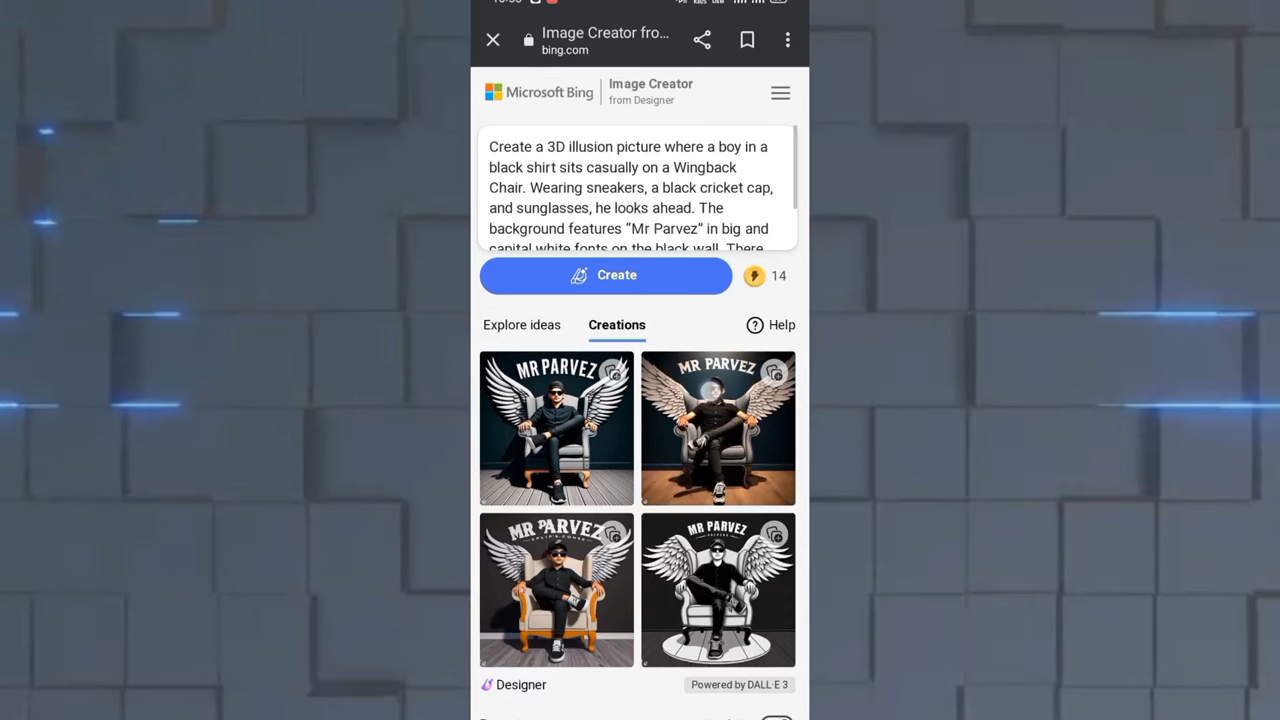 Image Creator fro...
bing.com
Microsoft Bing
Image Creator
from Designer
Create a 3D illusion picture where a boy in a
black shirt sits casually on a Wingback
Chair. Wearing sneakers, a black cricket cap,
and sunglasses, he looks ahead. The
background features “Mr Parvez” in big and
capital white fonts on the black wall. There
Create
14
Explore ideas
Creations
Help
MR PARVEZ
MR PARVEZ
MR PARVEZ
MR PARVEZ
Designer
Powered by DALL·E 3